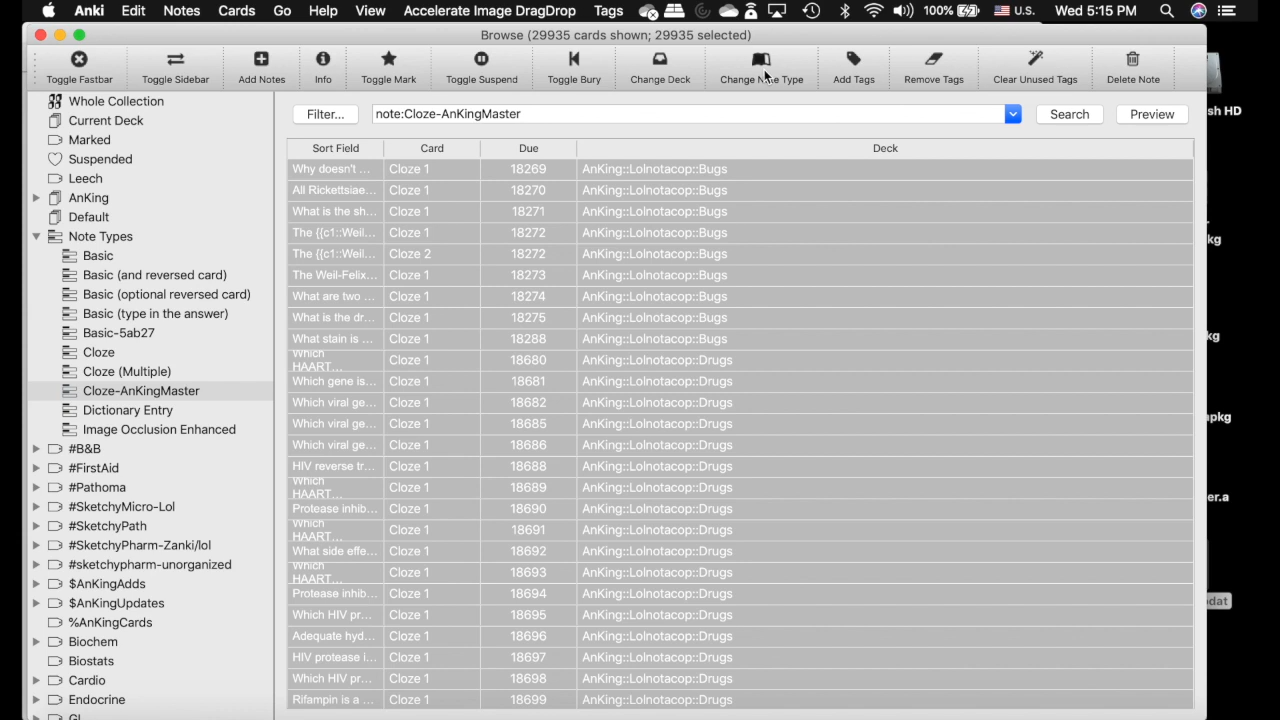 Anki Edit Notes Cards Go Help View Accelerate Image DragDrop Tags 100% U.S. Wed 5:15 PM
Browse (29935 cards shown; 29935 selected)
Toggle Fastbar Toggle Sidebar Add Notes Info Toggle Mark Toggle Suspend Toggle Bury Change Deck Change Note Type Add Tags Remove Tags Clear Unused Tags Delete Note
Whole Collection
Current Deck
Marked
Suspended
Leech
AnKing
Default
Note Types
Basic
Basic (and reversed card)
Basic (optional reversed card)
Basic (type in the answer)
Basic-5ab27
Cloze
Cloze (Multiple)
Cloze-AnKingMaster
Dictionary Entry
Image Occlusion Enhanced
#B&B
#FirstAid
#Pathoma
#SketchyMicro-Lol
#SketchyPath
#SketchyPharm-Zanki/lol
#sketchypharm-unorganized
$AnKingAdds
$AnKingUpdates
%AnKingCards
Biochem
Biostats
Cardio
Endocrine
GI
Filter... note:Cloze-AnKingMaster Search Preview
Sort Field Card Due Deck
Why doesn't ... Cloze 1 18269 AnKing::Lolnotacop::Bugs
All Rickettsiae... Cloze 1 18270 AnKing::Lolnotacop::Bugs
What is the sh... Cloze 1 18271 AnKing::Lolnotacop::Bugs
The {{c1::Weil... Cloze 1 18272 AnKing::Lolnotacop::Bugs
The {{c1::Weil... Cloze 2 18272 AnKing::Lolnotacop::Bugs
The Weil-Felix... Cloze 1 18273 AnKing::Lolnotacop::Bugs
What are two ... Cloze 1 18274 AnKing::Lolnotacop::Bugs
What is the dr... Cloze 1 18275 AnKing::Lolnotacop::Bugs
What stain is ... Cloze 1 18288 AnKing::Lolnotacop::Bugs
Which
HAART... Cloze 1 18680 AnKing::Lolnotacop::Drugs
Which gene is... Cloze 1 18681 AnKing::Lolnotacop::Drugs
Which viral ge... Cloze 1 18682 AnKing::Lolnotacop::Drugs
Which viral ge... Cloze 1 18685 AnKing::Lolnotacop::Drugs
Which viral ge... Cloze 1 18686 AnKing::Lolnotacop::Drugs
HIV reverse tr... Cloze 1 18688 AnKing::Lolnotacop::Drugs
Which
HAART... Cloze 1 18689 AnKing::Lolnotacop::Drugs
Protease inhib... Cloze 1 18690 AnKing::Lolnotacop::Drugs
Which
HAART... Cloze 1 18691 AnKing::Lolnotacop::Drugs
What side effe... Cloze 1 18692 AnKing::Lolnotacop::Drugs
Which
HAART... Cloze 1 18693 AnKing::Lolnotacop::Drugs
Protease inhib... Cloze 1 18694 AnKing::Lolnotacop::Drugs
Which HIV pr... Cloze 1 18695 AnKing::Lolnotacop::Drugs
Adequate hyd... Cloze 1 18696 AnKing::Lolnotacop::Drugs
HIV protease i... Cloze 1 18697 AnKing::Lolnotacop::Drugs
Which HIV pr... Cloze 1 18698 AnKing::Lolnotacop::Drugs
Rifampin is a ... Cloze 1 18699 AnKing::Lolnotacop::Drugs
sh HD
kg
kg
pkg
er.a
pdat